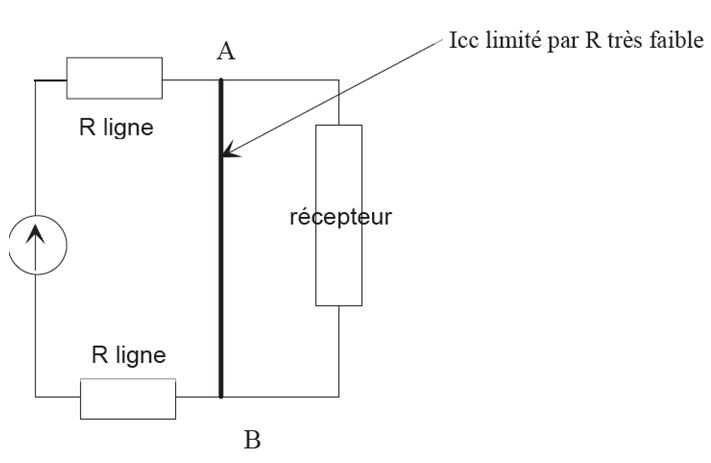 Icc limité par R très faible
A
R ligne
récepteur
R ligne
B